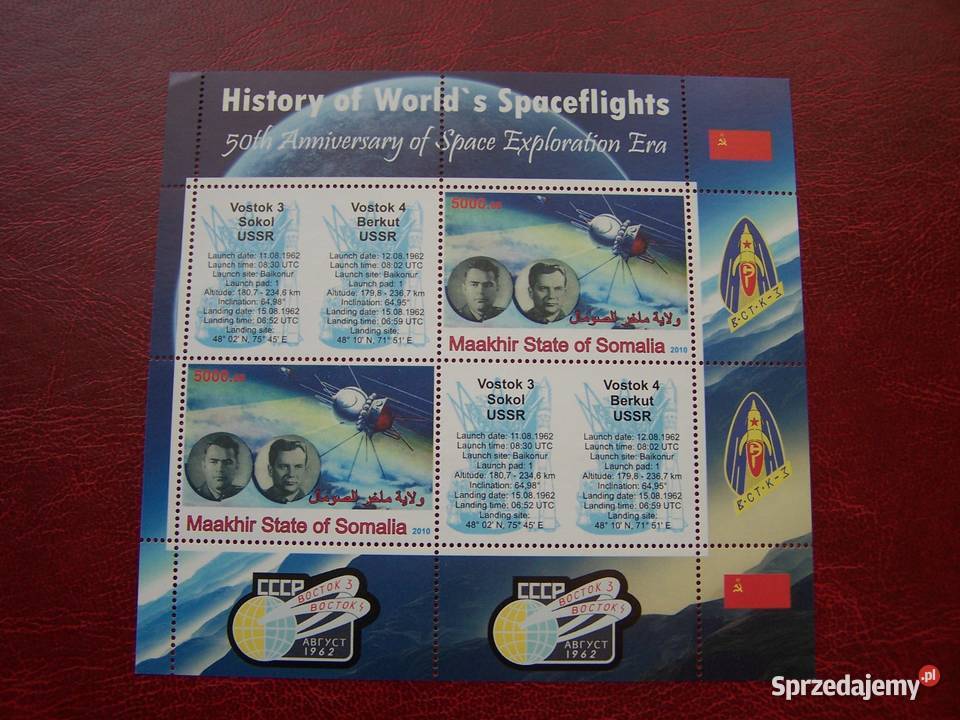 History of World`s Spaceflights
50th Anniversary of Space Exploration Era
Vostok 3
Sokol
USSR
Launch date: 11.08.1962
Launch time: 08:30 UTC
Launch site: Baikonur
Launch pad: 1
Altitude: 180,7 - 234,6 km
Inclination: 64,98°
Landing date: 15.08.1962
Landing time: 06:52 UTC
Landing site:
48° 02' N, 75° 45' E
Vostok 4
Berkut
USSR
Launch date: 12.08.1962
Launch time: 08:02 UTC
Launch site: Baikonur
Launch pad: 1
Altitude: 179,8 - 236,7 km
Inclination: 64,95°
Landing date: 15.08.1962
Landing time: 06:59 UTC
Landing site:
48° 10' N, 71° 51' E
5000.00
ولاية ماخر الصومال
Maakhir State of Somalia 2010
В·СТ·К-3
5000.00
ولاية ماخر الصومال
Maakhir State of Somalia 2010
Vostok 3
Sokol
USSR
Launch date: 11.08.1962
Launch time: 08:30 UTC
Launch site: Baikonur
Launch pad: 1
Altitude: 180,7 - 234,6 km
Inclination: 64,98°
Landing date: 15.08.1962
Landing time: 06:52 UTC
Landing site:
48° 02' N, 75° 45' E
Vostok 4
Berkut
USSR
Launch date: 12.08.1962
Launch time: 08:02 UTC
Launch site: Baikonur
Launch pad: 1
Altitude: 179,8 - 236,7 km
Inclination: 64,95°
Landing date: 15.08.1962
Landing time: 06:59 UTC
Landing site:
48° 10' N, 71° 51' E
В·СТ·К-3
СССР
ВОСТОК 3
ВОСТОК 4
АВГУСТ
1962
СССР
ВОСТОК 3
ВОСТОК 4
АВГУСТ
1962
Sprzedajemy.pl